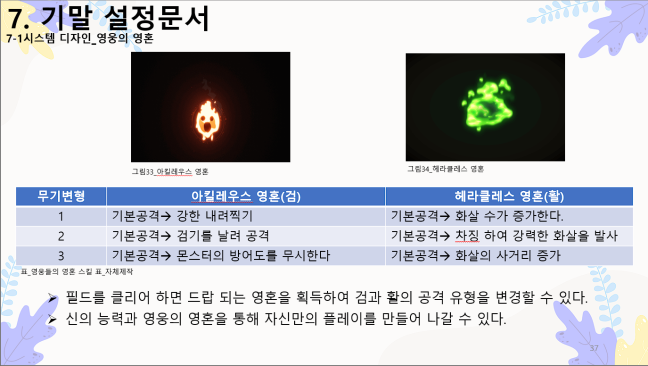 7. 기말 설정문서
7-1시스템 디자인_영웅의 영혼
그림33_아킬레우스 영혼
그림34_헤라클레스 영혼
무기변형 아킬레우스 영혼(검) 헤라클레스 영혼(활)
1 기본공격→ 강한 내려찍기 기본공격→ 화살 수가 증가한다.
2 기본공격→ 검기를 날려 공격 기본공격→ 차징 하여 강력한 화살을 발사
3 기본공격→ 몬스터의 방어도를 무시한다 기본공격→ 화살의 사거리 증가
표_영웅들의 영혼 스킬 표_자체제작
➢ 필드를 클리어 하면 드랍 되는 영혼을 획득하여 검과 활의 공격 유형을 변경할 수 있다.
➢ 신의 능력과 영웅의 영혼을 통해 자신만의 플레이를 만들어 나갈 수 있다.
37